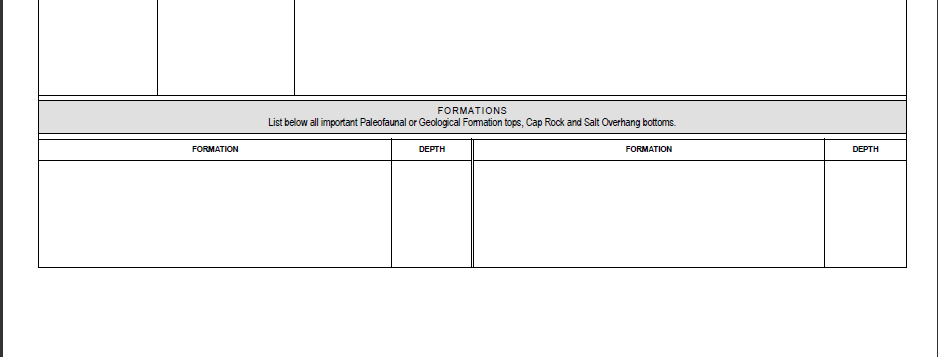 FORMATIONS
List below all important Paleofaunal or Geological Formation tops, Cap Rock and Salt Overhang bottoms.
FORMATION DEPTH FORMATION DEPTH